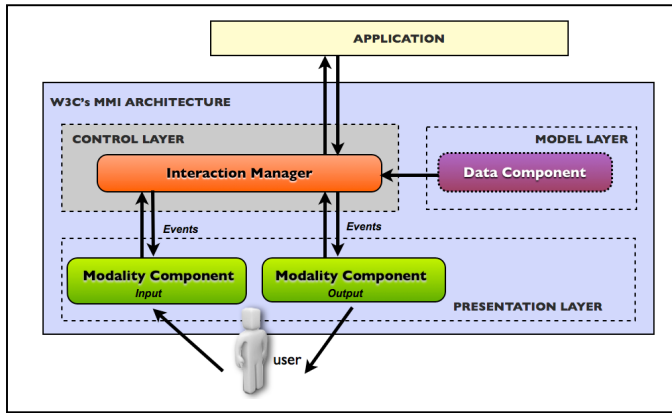 APPLICATION
W3C's MMI ARCHITECTURE
CONTROL LAYER
MODEL LAYER
Interaction Manager
Data Component
Events
Events
Modality Component
Input
Modality Component
Output
PRESENTATION LAYER
user